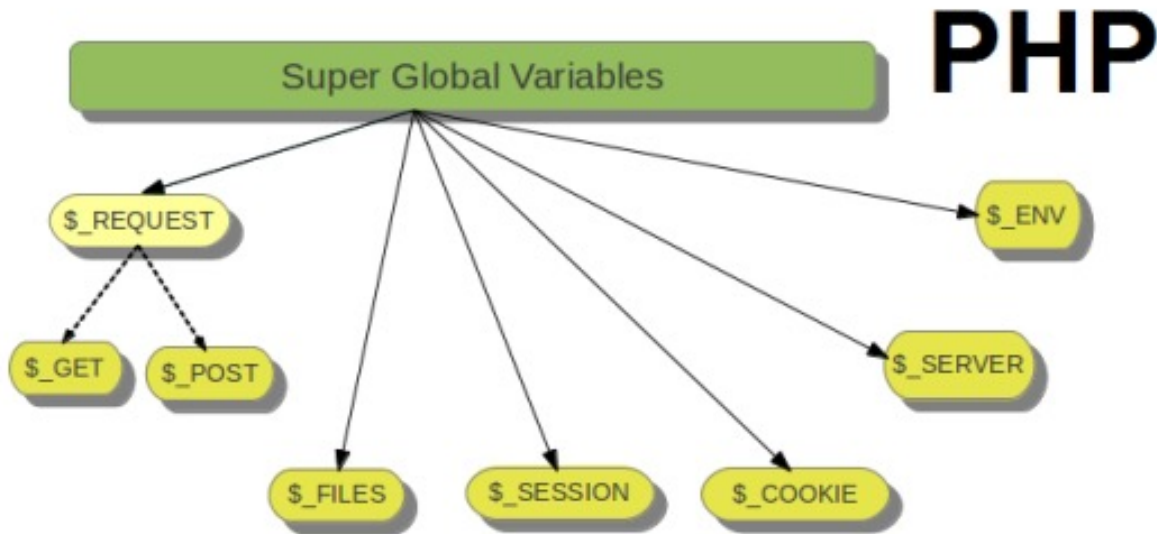 PHP
Super Global Variables
$_REQUEST
$_ENV
$_GET
$_POST
$_SERVER
$_FILES
$_SESSION
$_COOKIE